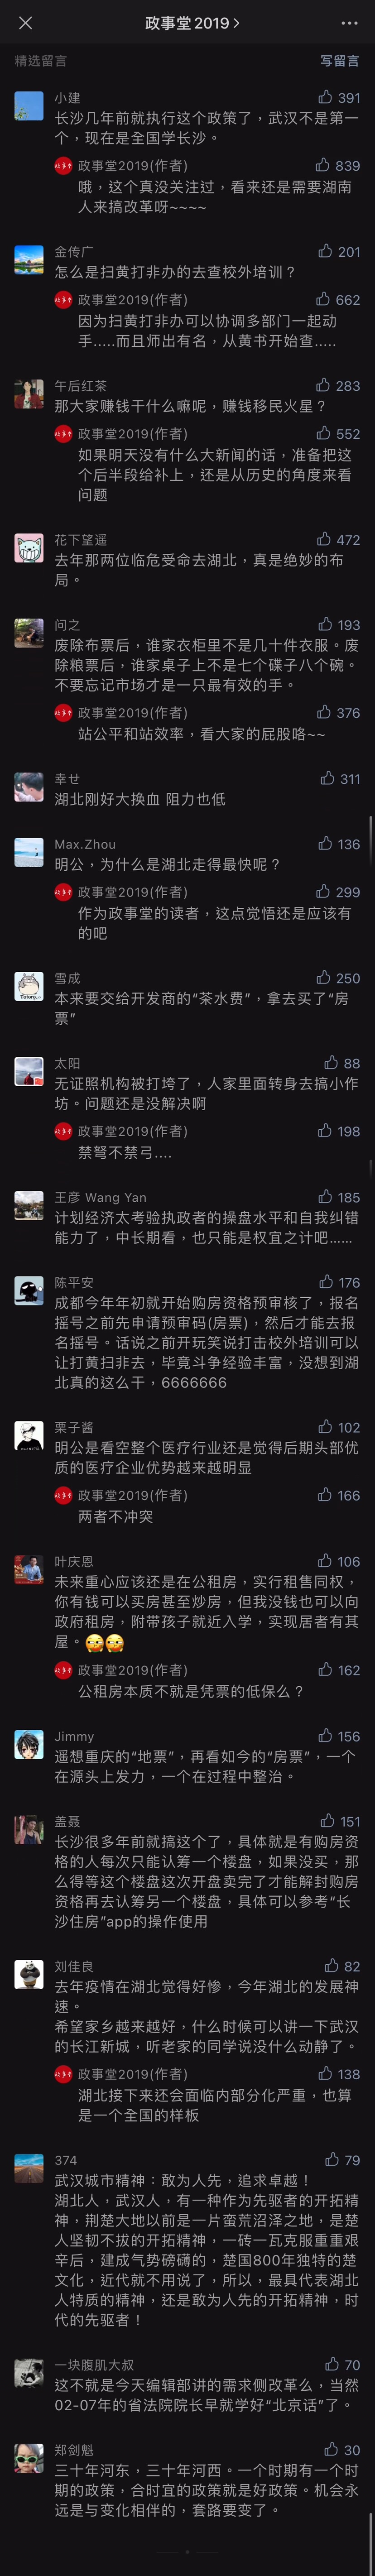 政事堂2019
精选留言
写留言
小建
391
长沙几年前就执行这个政策了，武汉不是第一
个，现在是全国学长沙。
政事堂2019(作者)
839
哦，这个真没关注过，看来还是需要湖南
人来搞改革呀~~~~
金传广
201
怎么是扫黄打非办的去查校外培训？
政事堂2019(作者)
662
因为扫黄打非办可以协调多部门一起动
手.....而且师出有名，从黄书开始查.....
午后红茶
283
那大家赚钱干什么嘛呢，赚钱移民火星？
政事堂2019(作者)
552
如果明天没有什么大新闻的话，准备把这
个后半段给补上，还是从历史的角度来看
问题
花下望遥
472
去年那两位临危受命去湖北，真是绝妙的布
局。
问之
193
废除布票后，谁家衣柜里不是几十件衣服。废
除粮票后，谁家桌子上不是七个碟子八个碗。
不要忘记市场才是一只最有效的手。
政事堂2019(作者)
376
站公平和站效率，看大家的屁股咯~~
幸せ
311
湖北刚好大换血 阻力也低
Max.Zhou
136
明公，为什么是湖北走得最快呢？
政事堂2019(作者)
299
作为政事堂的读者，这点觉悟还是应该有
的吧
雪成
250
本来要交给开发商的“茶水费”，拿去买了“房
票”
太阳
88
无证照机构被打垮了，人家里面转身去搞小作
坊。问题还是没解决啊
政事堂2019(作者)
198
禁弩不禁弓....
王彦 Wang Yan
185
计划经济太考验执政者的操盘水平和自我纠错
能力了，中长期看，也只能是权宜之计吧……
陈平安
176
成都今年年初就开始购房资格预审核了，报名
摇号之前先申请预审码(房票)，然后才能去报
名摇号。话说之前开玩笑说打击校外培训可以
让打黄扫非去，毕竟斗争经验丰富，没想到湖
北真的这么干，6666666
栗子酱
102
明公是看空整个医疗行业还是觉得后期头部优
质的医疗企业优势越来越明显
政事堂2019(作者)
166
两者不冲突
叶庆恩
106
未来重心应该还是在公租房，实行租售同权，
你有钱可以买房甚至炒房，但我没钱也可以向
政府租房，附带孩子就近入学，实现居者有其
屋。
政事堂2019(作者)
162
公租房本质不就是凭票的低保么？
Jimmy
156
遥想重庆的“地票”，再看如今的“房票”，一个
在源头上发力，一个在过程中整治。
盖聂
151
长沙很多年前就搞这个了，具体就是有购房资
格的人每次只能认筹一个楼盘，如果没买，那
么得等这个楼盘这次开盘卖完了才能解封购房
资格再去认筹另一个楼盘，具体可以参考“长
沙住房”app的操作使用
刘佳良
82
去年疫情在湖北觉得好惨，今年湖北的发展神
速。
希望家乡越来越好，什么时候可以讲一下武汉
的长江新城，听老家的同学说没什么动静了。
政事堂2019(作者)
138
湖北接下来还会面临内部分化严重，也算
是一个全国的样板
374
79
武汉城市精神：敢为人先，追求卓越！
湖北人，武汉人，有一种作为先驱者的开拓精
神，荆楚大地以前是一片蛮荒沼泽之地，是楚
人坚韧不拔的开拓精神，一砖一瓦克服重重艰
辛后，建成气势磅礴的，楚国800年独特的楚
文化，近代就不用说了，所以，最具代表湖北
人特质的精神，还是敢为人先的开拓精神，时
代的先驱者！
一块腹肌大叔
70
这不就是今天编辑部讲的需求侧改革么，当然
02-07年的省法院院长早就学好“北京话”了。
郑剑魁
30
三十年河东，三十年河西。一个时期有一个时
期的政策，合时宜的政策就是好政策。机会永
远是与变化相伴的，套路要变了。